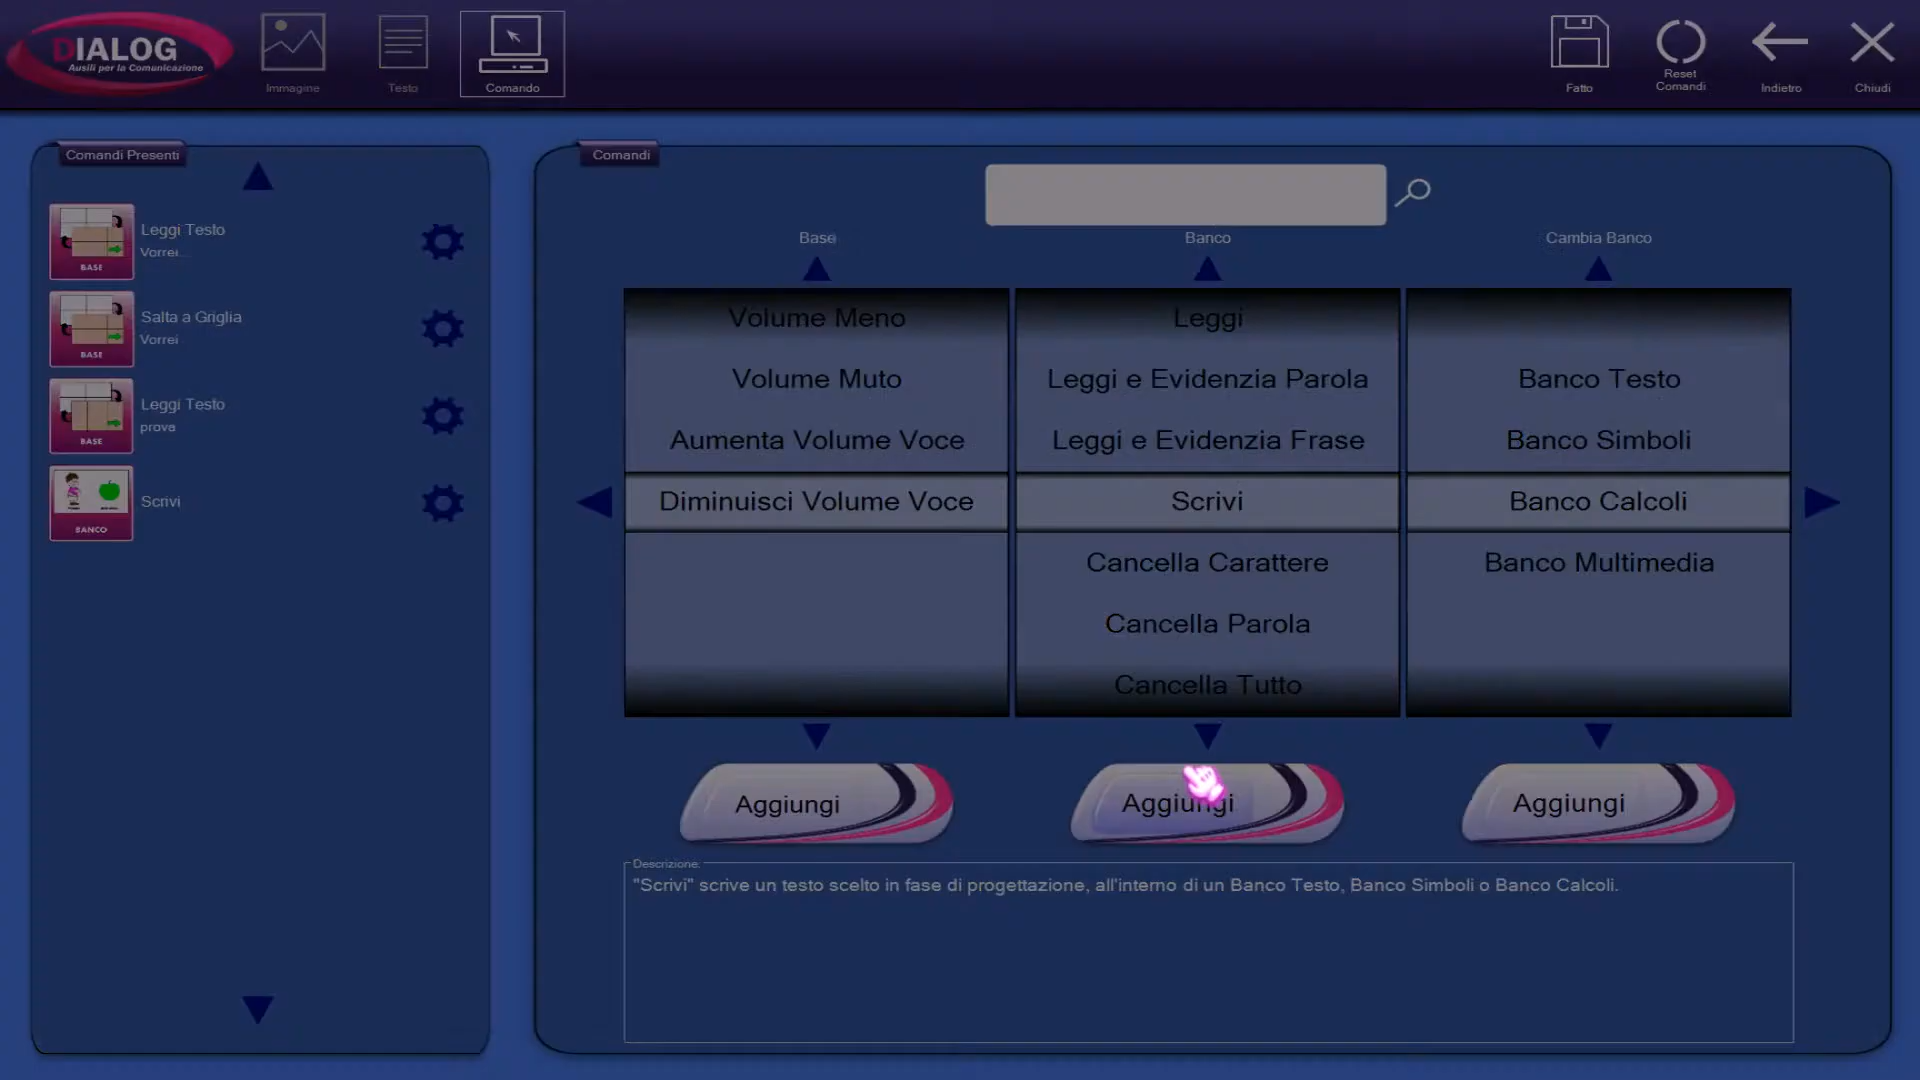 DIALOG
Ausili per la Comunicazione
Immagine
Testo
Comando
Fatto
Reset
Comandi
Indietro
Chiudi
Comandi Presenti
Leggi Testo
Vorrei...
BASE
Salta a Griglia
Vorrei
BASE
Leggi Testo
prova
BASE
Scrivi
BANCO
Comandi
Base
Banco
Cambia Banco
Volume Meno
Volume Muto
Aumenta Volume Voce
Diminuisci Volume Voce
Leggi
Leggi e Evidenzia Parola
Leggi e Evidenzia Frase
Scrivi
Cancella Carattere
Cancella Parola
Cancella Tutto
Banco Testo
Banco Simboli
Banco Calcoli
Banco Multimedia
Aggiungi
Aggiungi
Aggiungi
Descrizione:
"Scrivi" scrive un testo scelto in fase di progettazione, all'interno di un Banco Testo, Banco Simboli o Banco Calcoli.